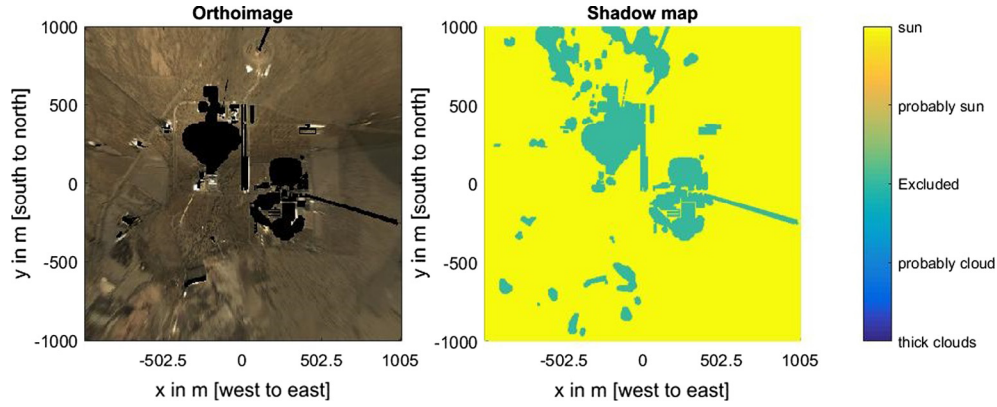 Orthoimage
1000
500
0
-500
-1000
-502.5 0 502.5 1005
x in m [west to east]
y in m [south to north]
Shadow map
1000
500
0
-500
-1000
-502.5 0 502.5 1005
x in m [west to east]
y in m [south to north]
sun
probably sun
Excluded
probably cloud
thick clouds